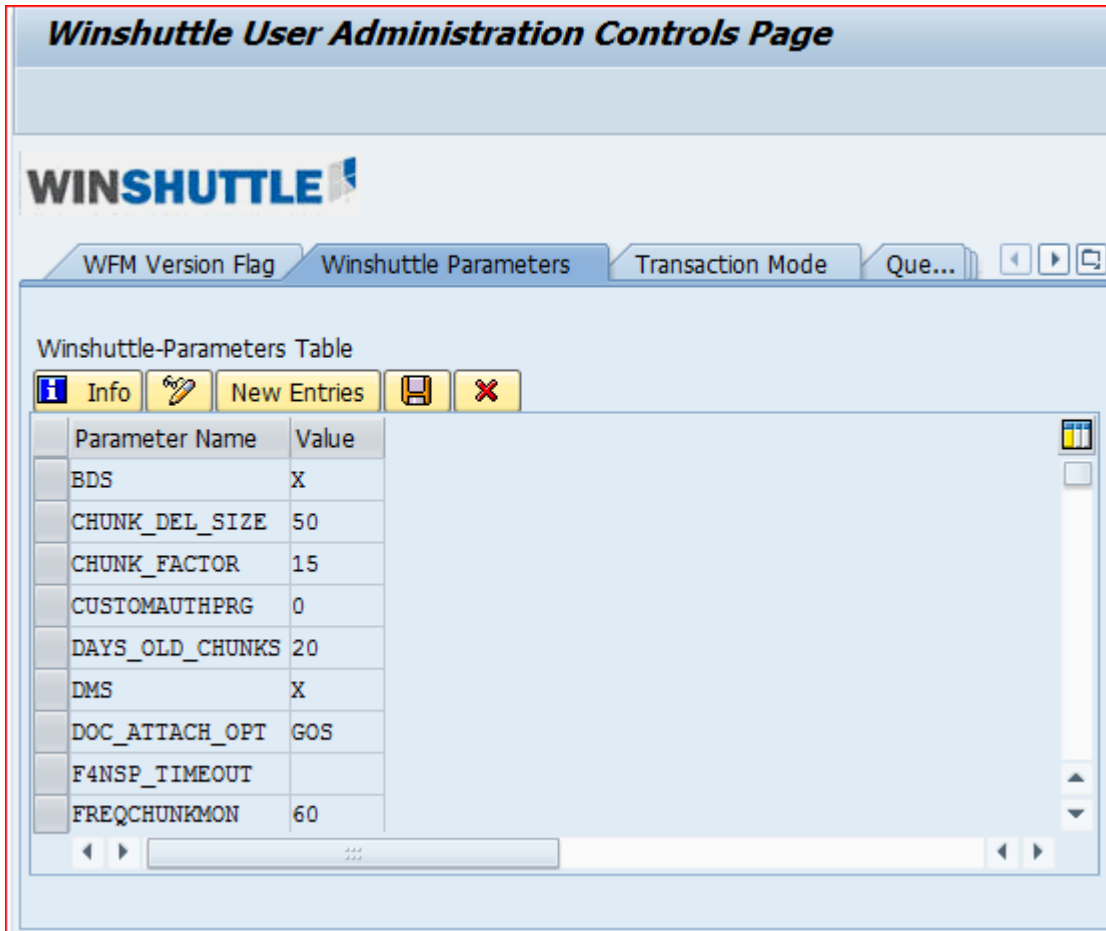 Winshuttle User Administration Controls Page
WINSHUTTLE
WFM Version Flag Winshuttle Parameters Transaction Mode Que...
Winshuttle-Parameters Table
Info New Entries
Parameter Name Value
BDS X
CHUNK_DEL_SIZE 50
CHUNK_FACTOR 15
CUSTOMAUTHPRG 0
DAYS_OLD_CHUNKS 20
DMS X
DOC_ATTACH_OPT GOS
F4NSP_TIMEOUT
FREQCHUNKMON 60